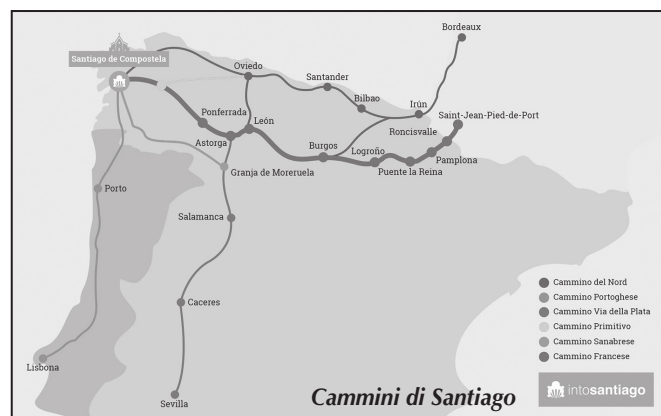 Bordeaux
Santiago de Compostela
Oviedo
Santander
Bilbao
Irún
Saint-Jean-Pied-de-Port
Ponferrada
León
Roncisvalle
Astorga
Burgos
Logroño
Pamplona
Puente la Reina
Granja de Moreruela
Porto
Salamanca
Caceres
Lisbona
Sevilla
Cammino del Nord
Cammino Portoghese
Cammino Via della Plata
Cammino Primitivo
Cammino Sanabrese
Cammino Francese
Cammini di Santiago
intosantiago